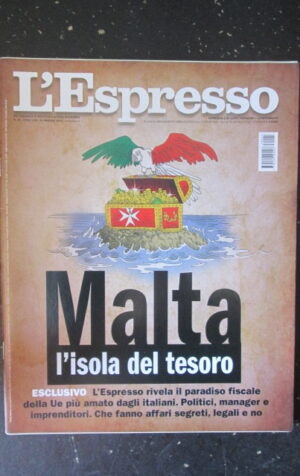 L'Espresso
Malta
l'isola del tesoro
ESCLUSIVO L'Espresso rivela il paradiso fiscale
della Ue più amato dagli italiani. Politici, manager e
imprenditori. Che fanno affari segreti, legali e no